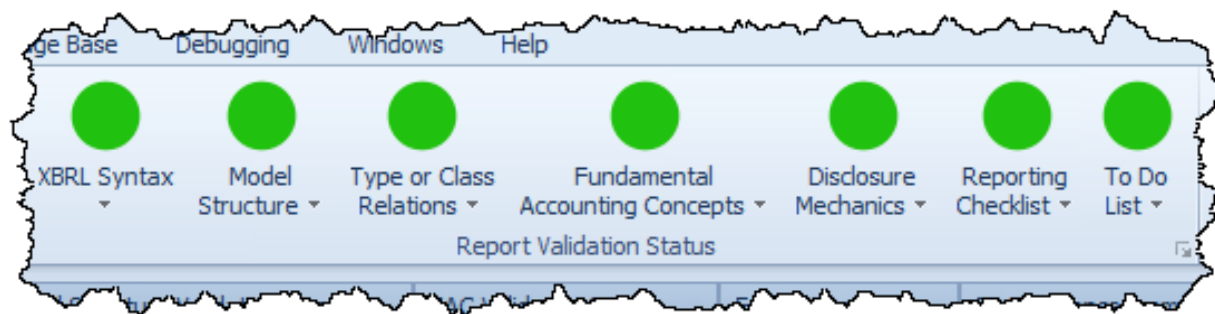 ge Base Debugging Windows Help
XBRL Syntax Model Structure Type or Class Relations Fundamental Accounting Concepts Disclosure Mechanics Reporting Checklist To Do List
Report Validation Status